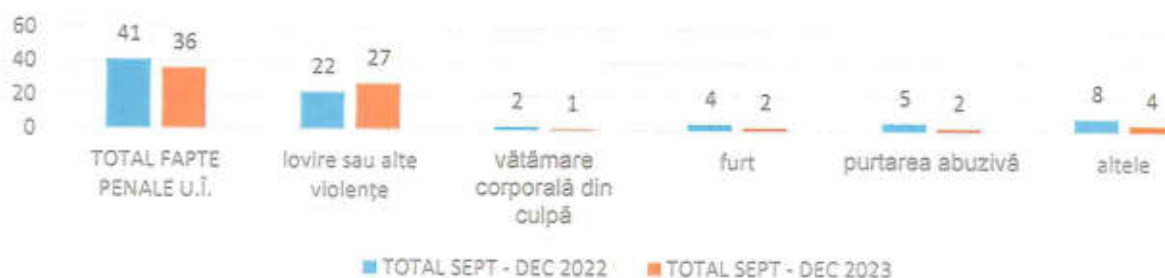 60
40
20
0
41 36
22 27
2 1
4 2
5 2
8 4
TOTAL FAPTE
PENALE U.Î.
lovire sau alte
violențe
vătămare
corporală din
culpă
furt
purtarea abuzivă
altele
TOTAL SEPT - DEC 2022 TOTAL SEPT - DEC 2023